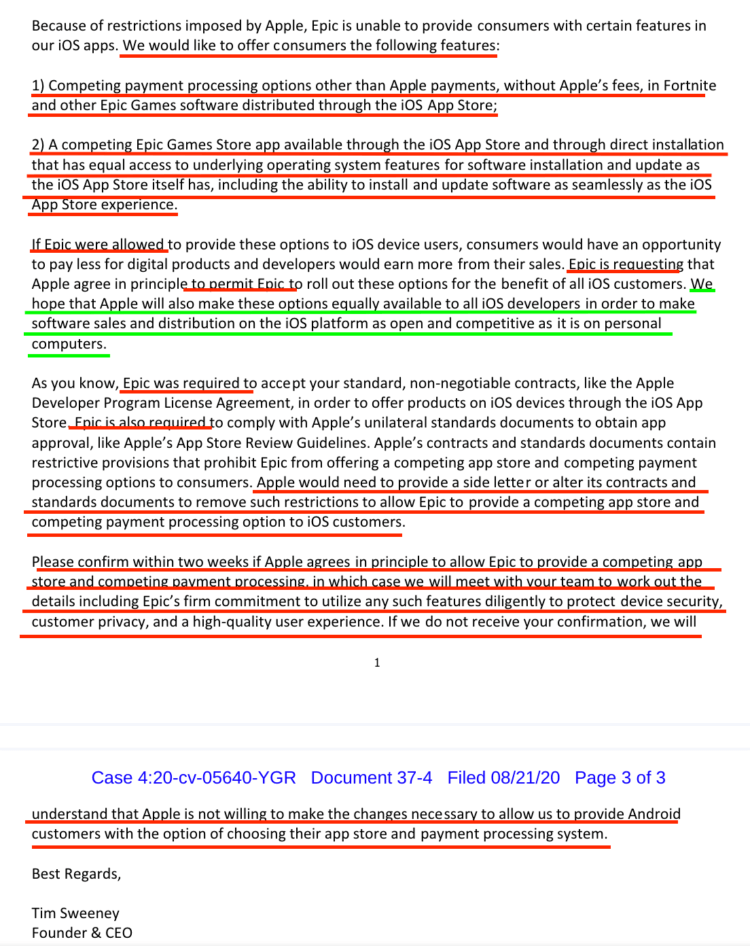 Because of restrictions imposed by Apple, Epic is unable to provide consumers with certain features in
our iOS apps. We would like to offer consumers the following features:
1) Competing payment processing options other than Apple payments, without Apple's fees, in Fortnite
and other Epic Games software distributed through the iOS App Store;
2) A competing Epic Games Store app available through the iOS App Store and through direct installation
that has equal access to underlying operating system features for software installation and update as
the iOS App Store itself has, including the ability to install and update software as seamlessly as the iOS
App Store experience.
If Epic were allowed to provide these options to iOS device users, consumers would have an opportunity
to pay less for digital products and developers would earn more from their sales. Epic is requesting that
Apple agree in principle to permit Epic to roll out these options for the benefit of all iOS customers. We
hope that Apple will also make these options equally available to all iOS developers in order to make
software sales and distribution on the iOS platform as open and competitive as it is on personal
computers.
As you know, Epic was required to accept your standard, non-negotiable contracts, like the Apple
Developer Program License Agreement, in order to offer products on iOS devices through the iOS App
Store. Epic is also required to comply with Apple's unilateral standards documents to obtain app
approval, like Apple's App Store Review Guidelines. Apple's contracts and standards documents contain
restrictive provisions that prohibit Epic from offering a competing app store and competing payment
processing options to consumers. Apple would need to provide a side letter or alter its contracts and
standards documents to remove such restrictions to allow Epic to provide a competing app store and
competing payment processing option to iOS customers.
Please confirm within two weeks if Apple agrees in principle to allow Epic to provide a competing app
store and competing payment processing, in which case we will meet with your team to work out the
details including Epic's firm commitment to utilize any such features diligently to protect device security,
customer privacy, and a high-quality user experience. If we do not receive your confirmation, we will
1
Case 4:20-cv-05640-YGR Document 37-4 Filed 08/21/20 Page 3 of 3
understand that Apple is not willing to make the changes necessary to allow us to provide Android
customers with the option of choosing their app store and payment processing system.
Best Regards,
Tim Sweeney
Founder & CEO